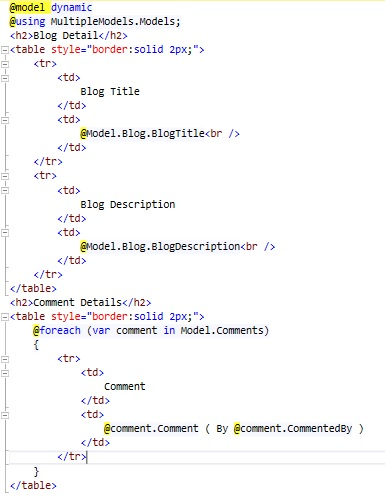 @model dynamic
@using MultipleModels.Models;
<h2>Blog Detail</h2>
<table style="border:solid 2px;">
    <tr>
        <td>
            Blog Title
        </td>
        <td>
            @Model.Blog.BlogTitle<br />
        </td>
    </tr>
    <tr>
        <td>
            Blog Description
        </td>
        <td>
            @Model.Blog.BlogDescription<br />
        </td>
    </tr>
</table>
<h2>Comment Details</h2>
<table style="border:solid 2px;">
    @foreach (var comment in Model.Comments)
    {
        <tr>
            <td>
                Comment
            </td>
            <td>
                @comment.Comment ( By @comment.CommentedBy )
            </td>
        </tr>
    }
</table>